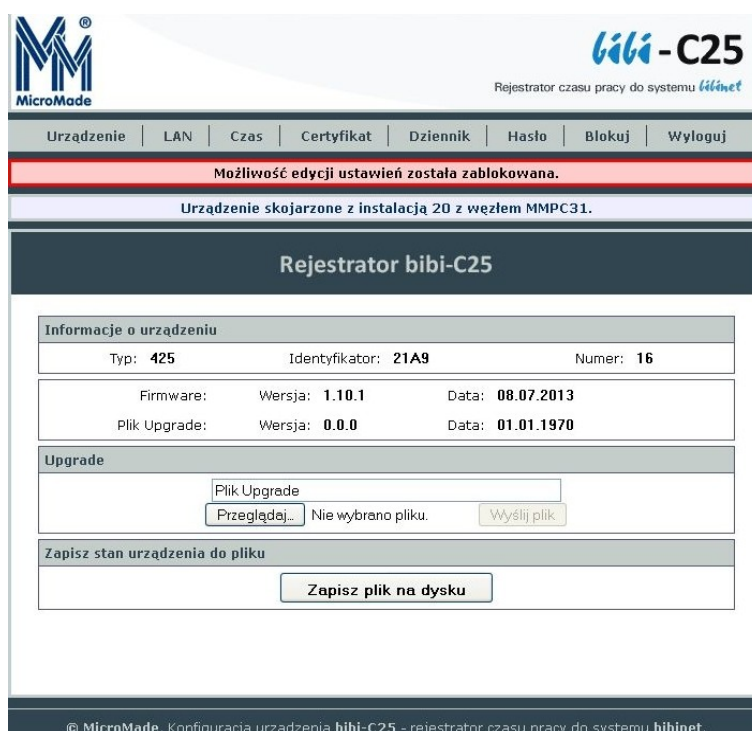 ®
MicroMade
bibi-C25
Rejestrator czasu pracy do systemu bibinet
Urządzenie | LAN | Czas | Certyfikat | Dziennik | Hasło | Blokuj | Wyloguj
Możliwość edycji ustawień została zablokowana.
Urządzenie skojarzone z instalacją 20 z węzłem MMPC31.
Rejestrator bibi-C25
Informacje o urządzeniu
Typ: 425 Identyfikator: 21A9 Numer: 16
Firmware: Wersja: 1.10.1 Data: 08.07.2013
Plik Upgrade: Wersja: 0.0.0 Data: 01.01.1970
Upgrade
Plik Upgrade
Przeglądaj... Nie wybrano pliku. Wyślij plik
Zapisz stan urządzenia do pliku
Zapisz plik na dysku
© MicroMade. Konfiguracja urządzenia bibi-C25 - rejestrator czasu pracy do systemu bibinet.